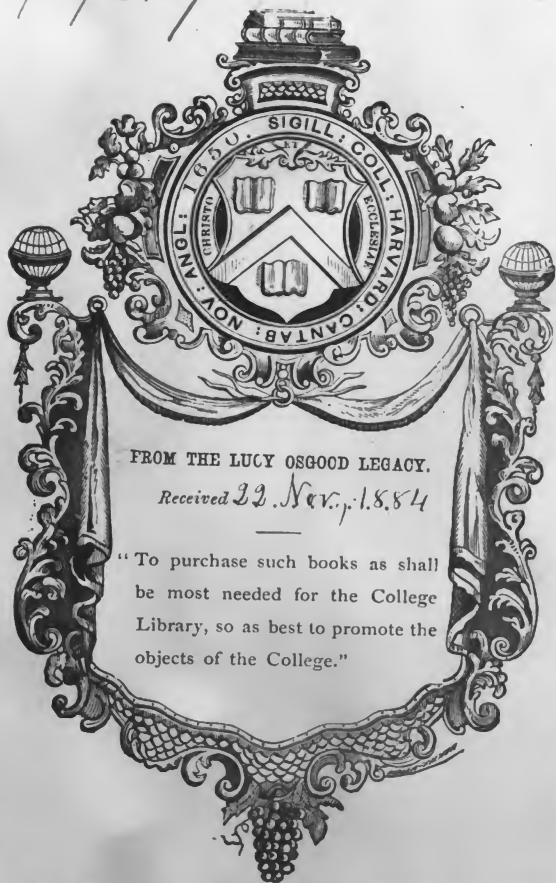 SIGILL: COLL: HARVARD: CANTAB: NOV: ANGL: 1650.
CHRISTO
ET
ECCLESIAE
FROM THE LUCY OSGOOD LEGACY.
Received 22. Nov., 1884
" To purchase such books as shall
be most needed for the College
Library, so as best to promote the
objects of the College."